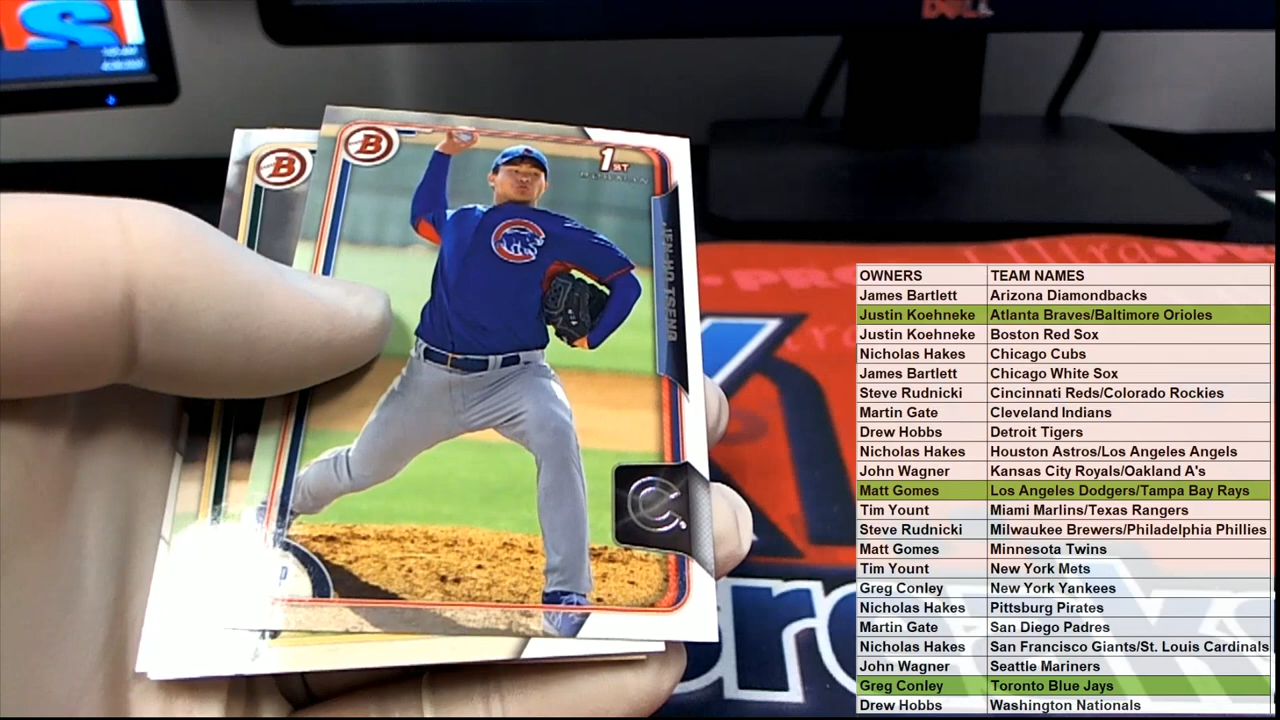 S
DELL
B
B
1ST
BOWMAN
JEN-HO TSENG
C
P
PRO
Ultra
OWNERS TEAM NAMES
James Bartlett Arizona Diamondbacks
Justin Koehneke Atlanta Braves/Baltimore Orioles
Justin Koehneke Boston Red Sox
Nicholas Hakes Chicago Cubs
James Bartlett Chicago White Sox
Steve Rudnicki Cincinnati Reds/Colorado Rockies
Martin Gate Cleveland Indians
Drew Hobbs Detroit Tigers
Nicholas Hakes Houston Astros/Los Angeles Angels
John Wagner Kansas City Royals/Oakland A's
Matt Gomes Los Angeles Dodgers/Tampa Bay Rays
Tim Yount Miami Marlins/Texas Rangers
Steve Rudnicki Milwaukee Brewers/Philadelphia Phillies
Matt Gomes Minnesota Twins
Tim Yount New York Mets
Greg Conley New York Yankees
Nicholas Hakes Pittsburg Pirates
Martin Gate San Diego Padres
Nicholas Hakes San Francisco Giants/St. Louis Cardinals
John Wagner Seattle Mariners
Greg Conley Toronto Blue Jays
Drew Hobbs Washington Nationals